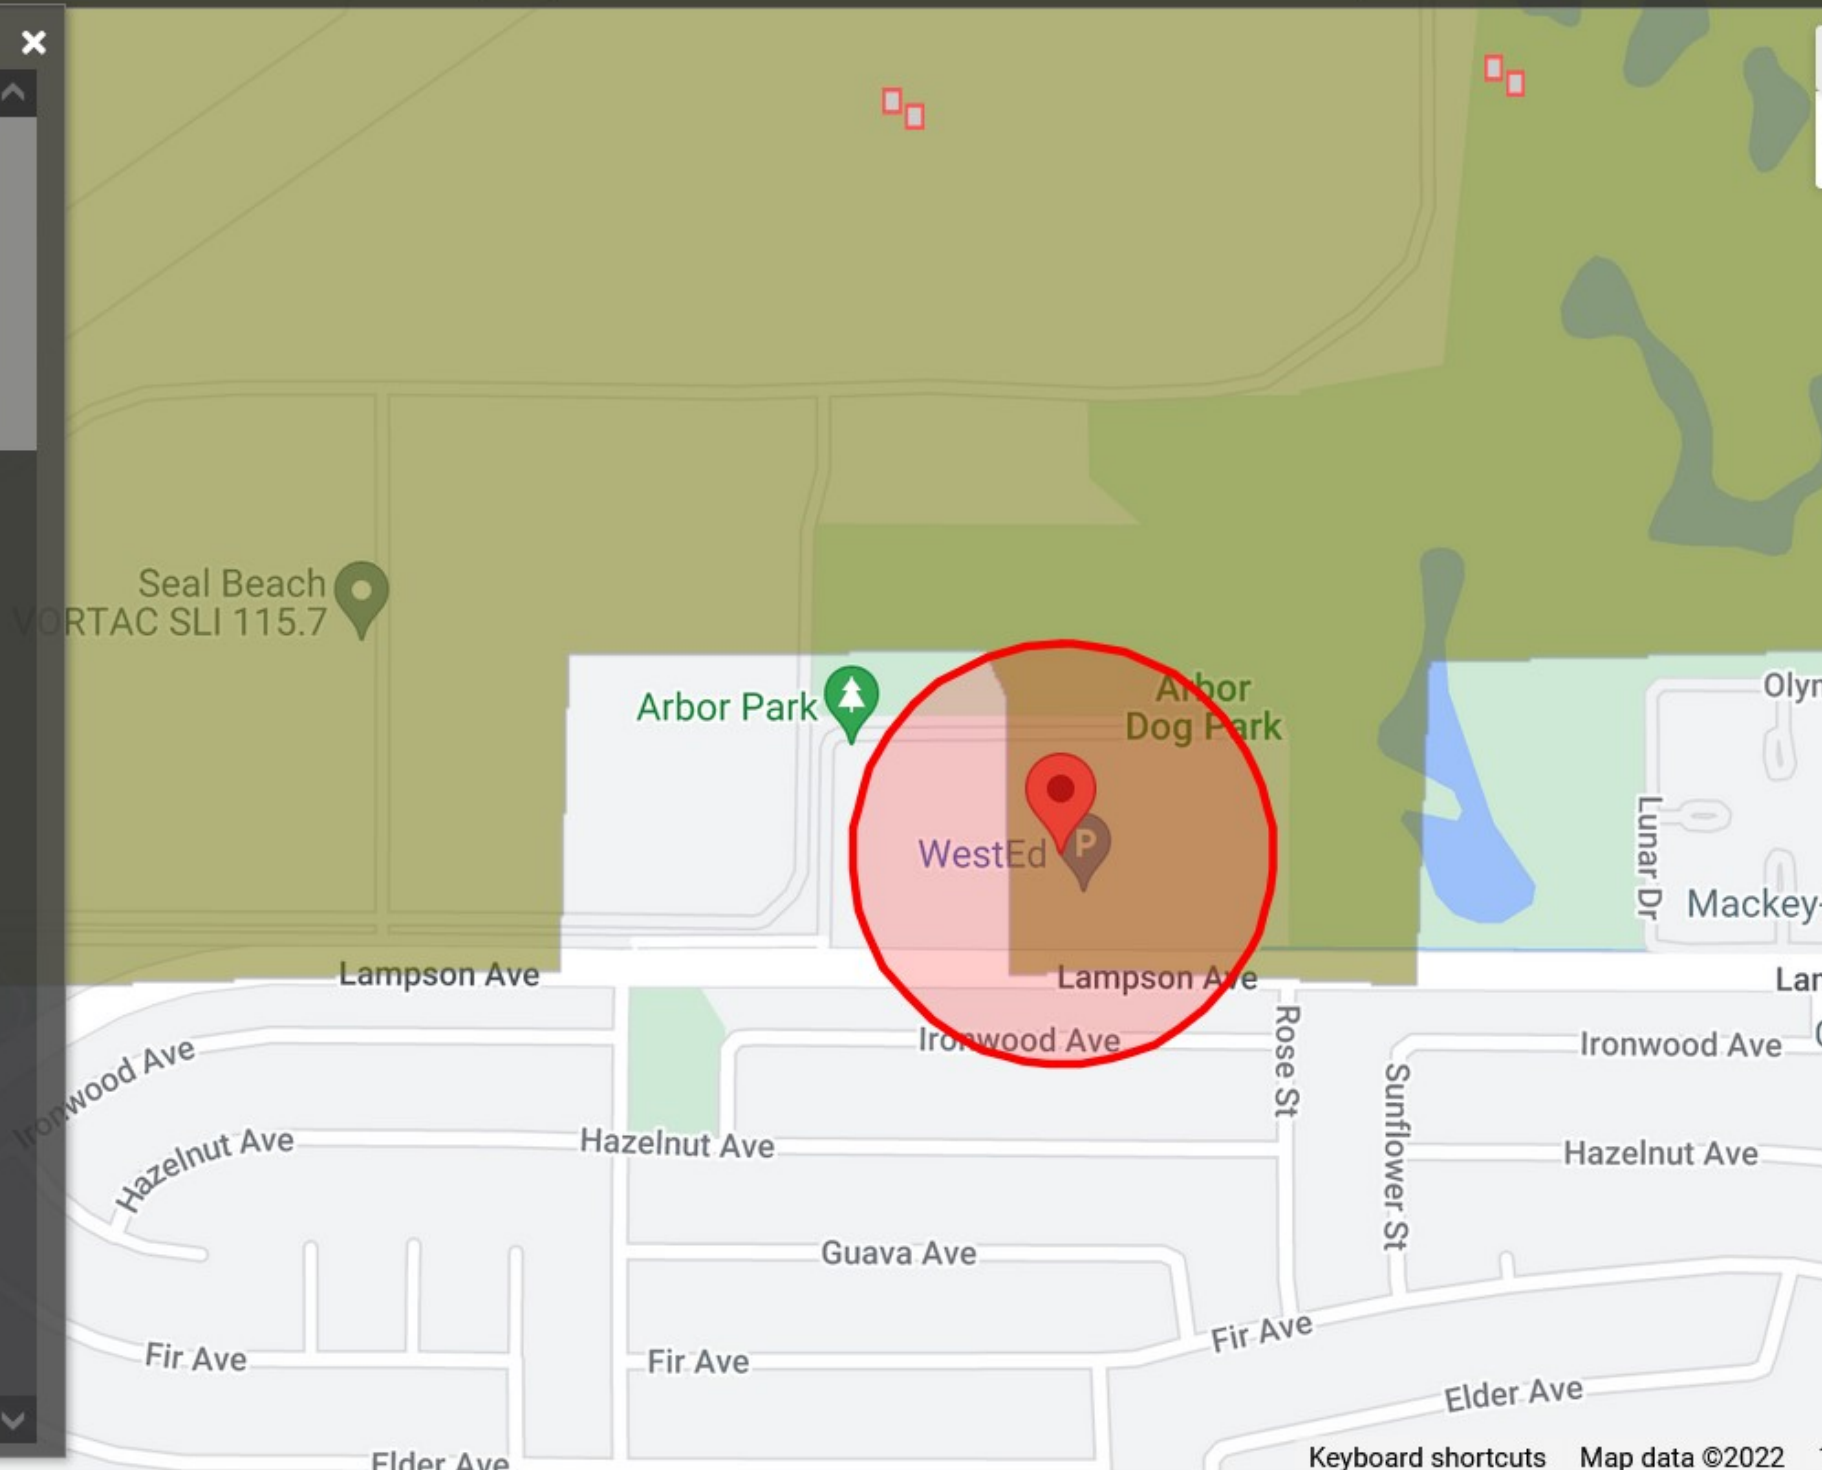 Seal Beach
VORTAC SLI 115.7
Arbor Park
Arbor
Dog Park
WestEd
P
Lunar Dr
Mackey-
Lampson Ave
Lampson Ave
Ironwood Ave
Ironwood Ave
Ironwood Ave
Rose St
Sunflower St
Hazelnut Ave
Hazelnut Ave
Hazelnut Ave
Guava Ave
Fir Ave
Fir Ave
Fir Ave
Elder Ave
Elder Ave
Keyboard shortcuts
Map data ©2022